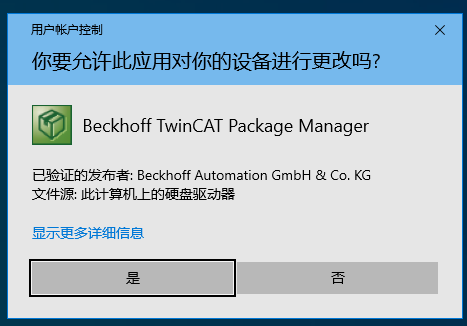 用户帐户控制
你要允许此应用对你的设备进行更改吗?
Beckhoff TwinCAT Package Manager
已验证的发布者: Beckhoff Automation GmbH & Co. KG
文件源: 此计算机上的硬盘驱动器
显示更多详细信息
是
否